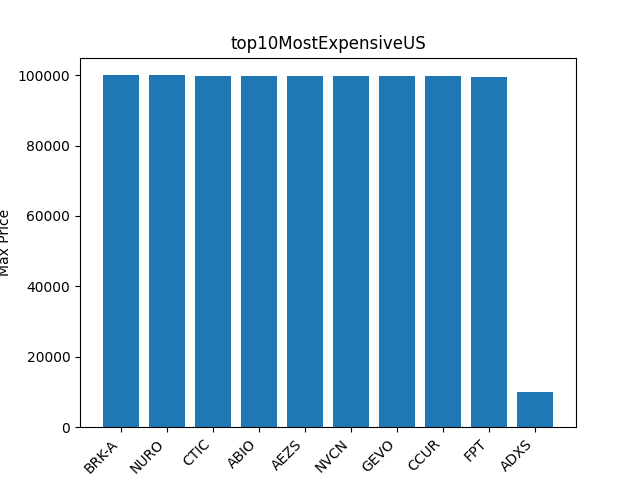 top10MostExpensiveUS
Max Price
100000
80000
60000
40000
20000
0
BRK-A
NURO
CTIC
ABIO
AEZS
NVCN
GEVO
CCUR
FPT
ADXS